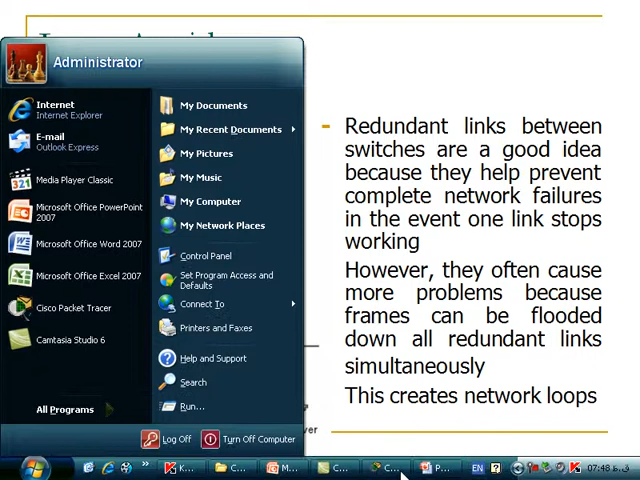 Administrator
Internet
Internet Explorer
E-mail
Outlook Express
Media Player Classic
Microsoft Office PowerPoint
2007
Microsoft Office Word 2007
Microsoft Office Excel 2007
Cisco Packet Tracer
Camtasia Studio 6
All Programs
My Documents
My Recent Documents
My Pictures
My Music
My Computer
My Network Places
Control Panel
Set Program Access and
Defaults
Connect To
Printers and Faxes
Help and Support
Search
Run...
Log Off
Turn Off Computer
- Redundant links between
switches are a good idea
because they help prevent
complete network failures
in the event one link stops
working
However, they often cause
more problems because
frames can be flooded
down all redundant links
simultaneously
This creates network loops
ver
K...
C...
M...
C...
C...
P...
EN
07:48